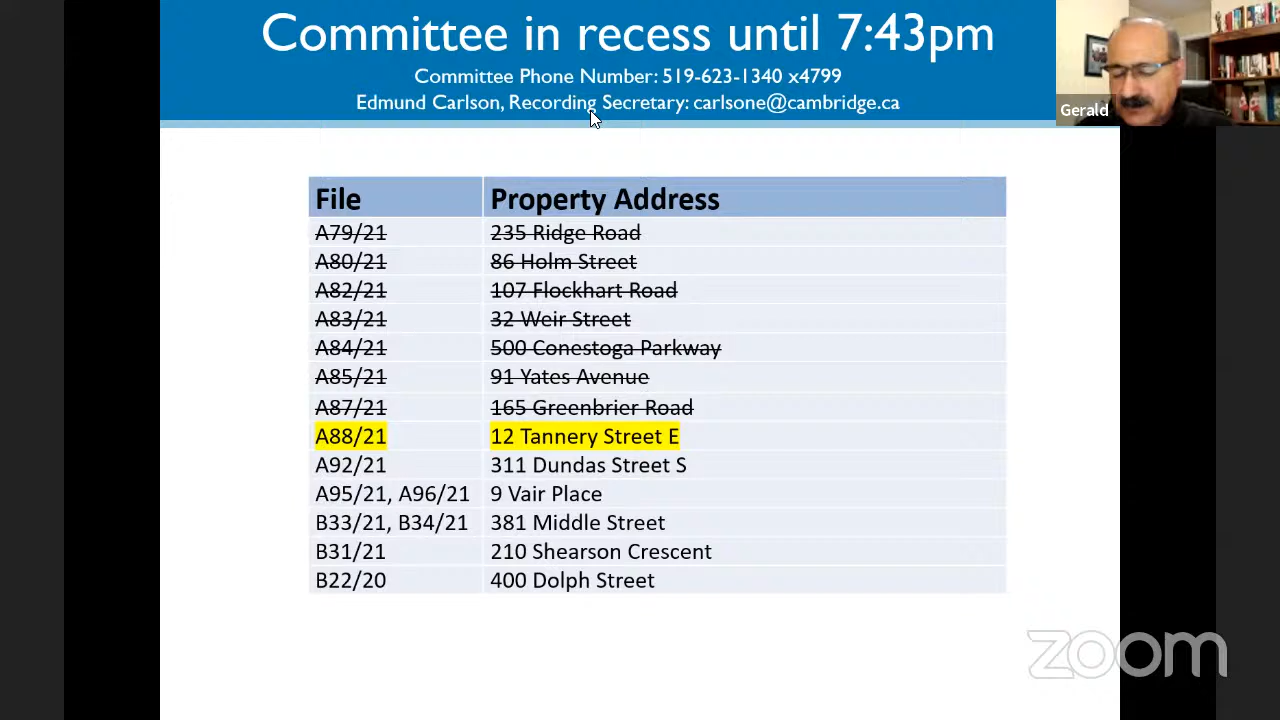 Committee in recess until 7:43pm
Committee Phone Number: 519-623-1340 x4799
Edmund Carlson, Recording Secretary: carlsone@cambridge.ca
Gerald
File Property Address
A79/21 235 Ridge Road
A80/21 86 Holm Street
A82/21 107 Flockhart Road
A83/21 32 Weir Street
A84/21 500 Conestoga Parkway
A85/21 91 Yates Avenue
A87/21 165 Greenbrier Road
A88/21 12 Tannery Street E
A92/21 311 Dundas Street S
A95/21, A96/21 9 Vair Place
B33/21, B34/21 381 Middle Street
B31/21 210 Shearson Crescent
B22/20 400 Dolph Street
zoom